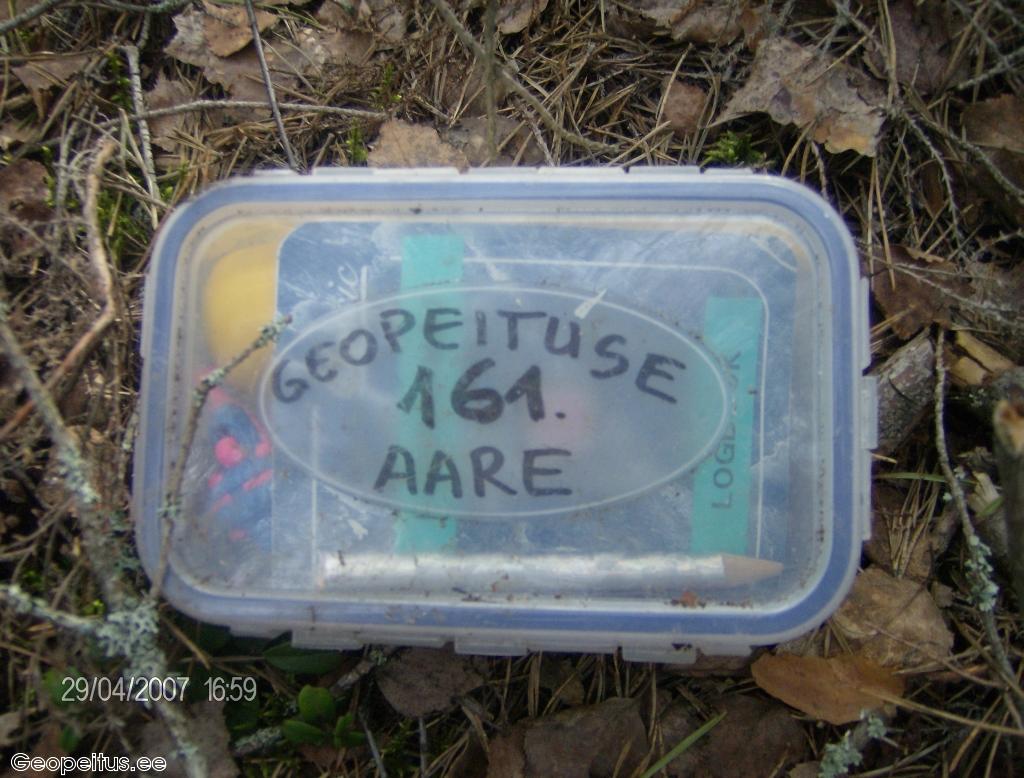 GEOPEITUSE
161.
AARE
LOGBOOK
29/04/2007 16:59
Geopeitus.ee